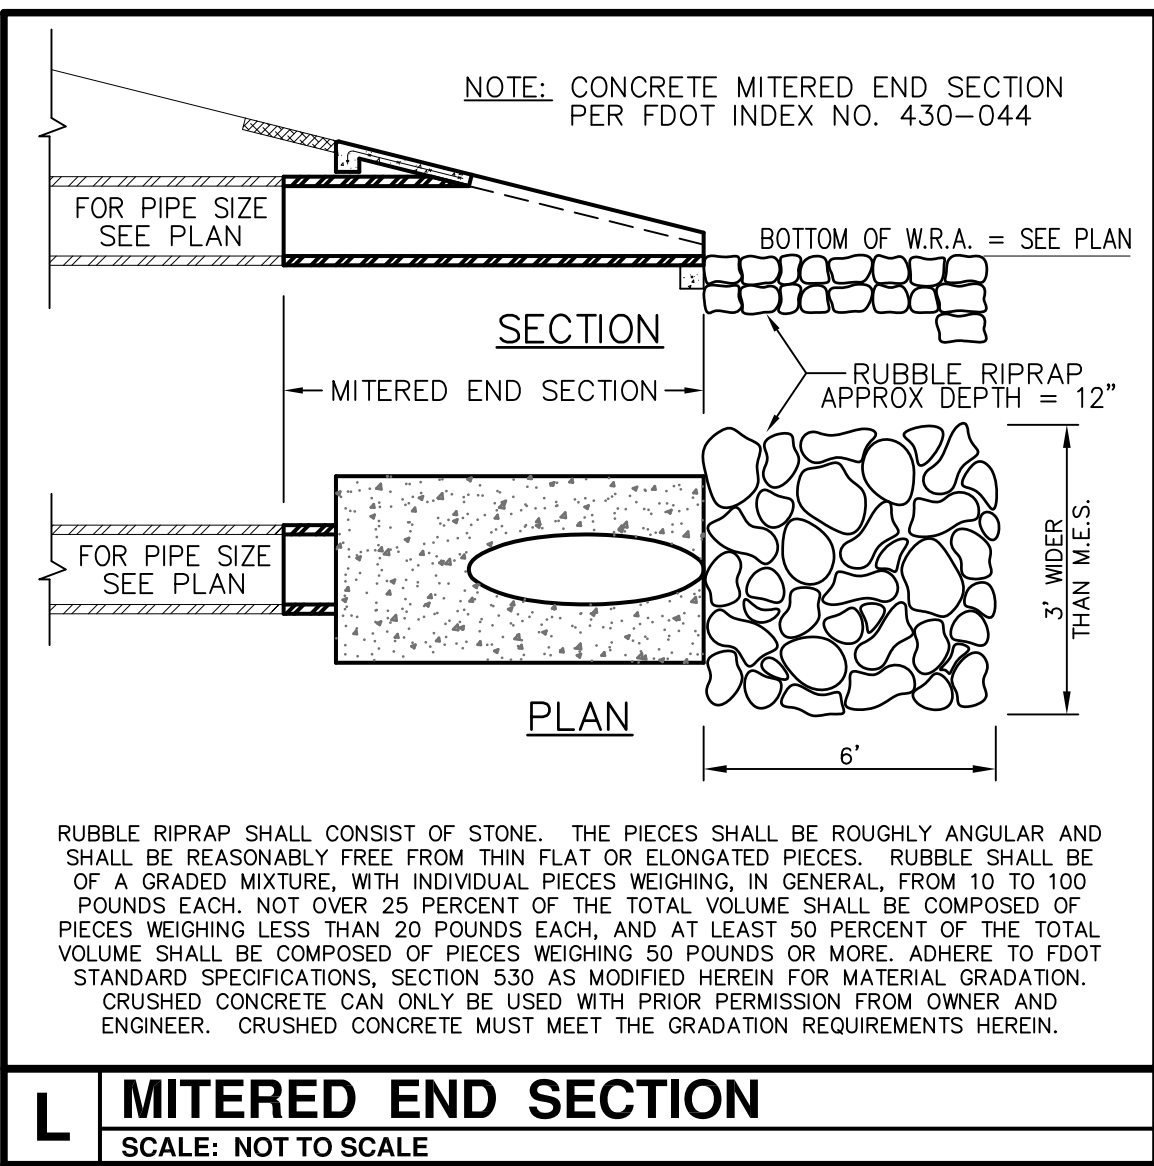 NOTE: CONCRETE MITERED END SECTION
PER FDOT INDEX NO. 430-044
FOR PIPE SIZE
SEE PLAN
BOTTOM OF W.R.A. = SEE PLAN
SECTION
MITERED END SECTION
RUBBLE RIPRAP
APPROX DEPTH = 12"
FOR PIPE SIZE
SEE PLAN
3' WIDER
THAN M.E.S.
PLAN
6'
RUBBLE RIPRAP SHALL CONSIST OF STONE. THE PIECES SHALL BE ROUGHLY ANGULAR AND
SHALL BE REASONABLY FREE FROM THIN FLAT OR ELONGATED PIECES. RUBBLE SHALL BE
OF A GRADED MIXTURE, WITH INDIVIDUAL PIECES WEIGHING, IN GENERAL, FROM 10 TO 100
POUNDS EACH. NOT OVER 25 PERCENT OF THE TOTAL VOLUME SHALL BE COMPOSED OF
PIECES WEIGHING LESS THAN 20 POUNDS EACH, AND AT LEAST 50 PERCENT OF THE TOTAL
VOLUME SHALL BE COMPOSED OF PIECES WEIGHING 50 POUNDS OR MORE. ADHERE TO FDOT
STANDARD SPECIFICATIONS, SECTION 530 AS MODIFIED HEREIN FOR MATERIAL GRADATION.
CRUSHED CONCRETE CAN ONLY BE USED WITH PRIOR PERMISSION FROM OWNER AND
ENGINEER. CRUSHED CONCRETE MUST MEET THE GRADATION REQUIREMENTS HEREIN.
L
MITERED END SECTION
SCALE: NOT TO SCALE